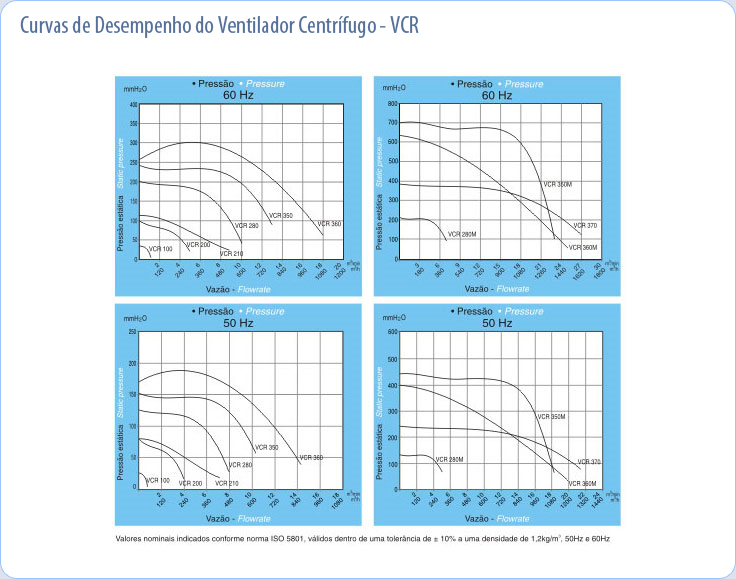 Curvas de Desempenho do Ventilador Centrífugo - VCR
• Pressão • Pressure
60 Hz
mmH2O
400
350
300
250
200
150
100
50
0
Pressão estática Static pressure
VCR 100
VCR 200
VCR 210
VCR 280
VCR 350
VCR 360
2 4 6 8 10 12 14 16 18 20 m³/min
120 240 360 480 600 720 840 960 1080 1200 m³/h
Vazão - Flowrate
• Pressão • Pressure
60 Hz
mmH2O
800
700
600
500
400
300
200
100
0
Pressão estática Static pressure
VCR 350M
VCR 370
VCR 280M
VCR 360M
3 6 9 12 15 18 21 24 27 30 m³/min
180 360 540 720 900 1080 1260 1440 1620 1800 m³/h
Vazão - Flowrate
• Pressão • Pressure
50 Hz
mmH2O
250
200
150
100
50
0
Pressão estática Static pressure
VCR 350
VCR 360
VCR 280
VCR 100
VCR 200
VCR 210
2 4 6 8 10 12 14 16 18 m³/min
120 240 360 480 600 720 840 960 1080 m³/h
Vazão - Flowrate
• Pressão • Pressure
50 Hz
mmH2O
600
500
400
300
200
100
0
Pressão estática Static pressure
VCR 350M
VCR 280M
VCR 370
VCR 360M
2 4 6 8 10 12 14 16 18 20 22 24 m³/min
120 240 360 480 600 720 840 960 1080 1200 1320 1440 m³/h
Vazão - Flowrate
Valores nominais indicados conforme norma ISO 5801, válidos dentro de uma tolerância de ± 10% e uma densidade de 1,2kg/m³, 50Hz e 60Hz